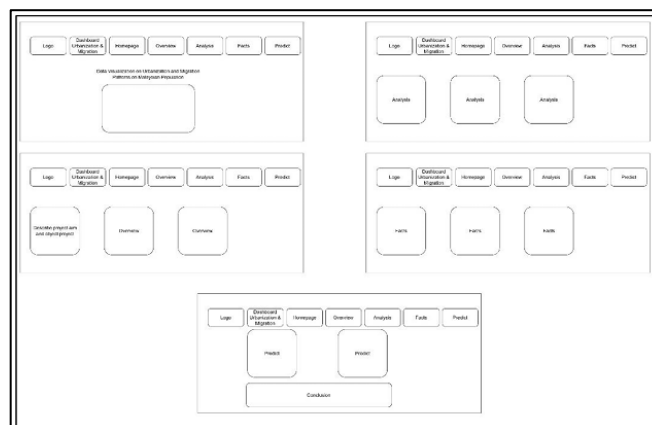 Logo
Dashboard
Urbanization &
Migration
Homepage
Overview
Analysis
Facts
Predict
Data Visualization on Urbanization and Migration
Patterns on Malaysian Population
Logo
Dashboard
Urbanization &
Migration
Homepage
Overview
Analysis
Facts
Predict
Analysis
Analysis
Analysis
Logo
Dashboard
Urbanization &
Migration
Homepage
Overview
Analysis
Facts
Predict
Describe project aim
and object project
Overview
Overview
Logo
Dashboard
Urbanization &
Migration
Homepage
Overview
Analysis
Facts
Predict
Facts
Facts
Facts
Logo
Dashboard
Urbanization &
Migration
Homepage
Overview
Analysis
Facts
Predict
Predict
Predict
Conclusion